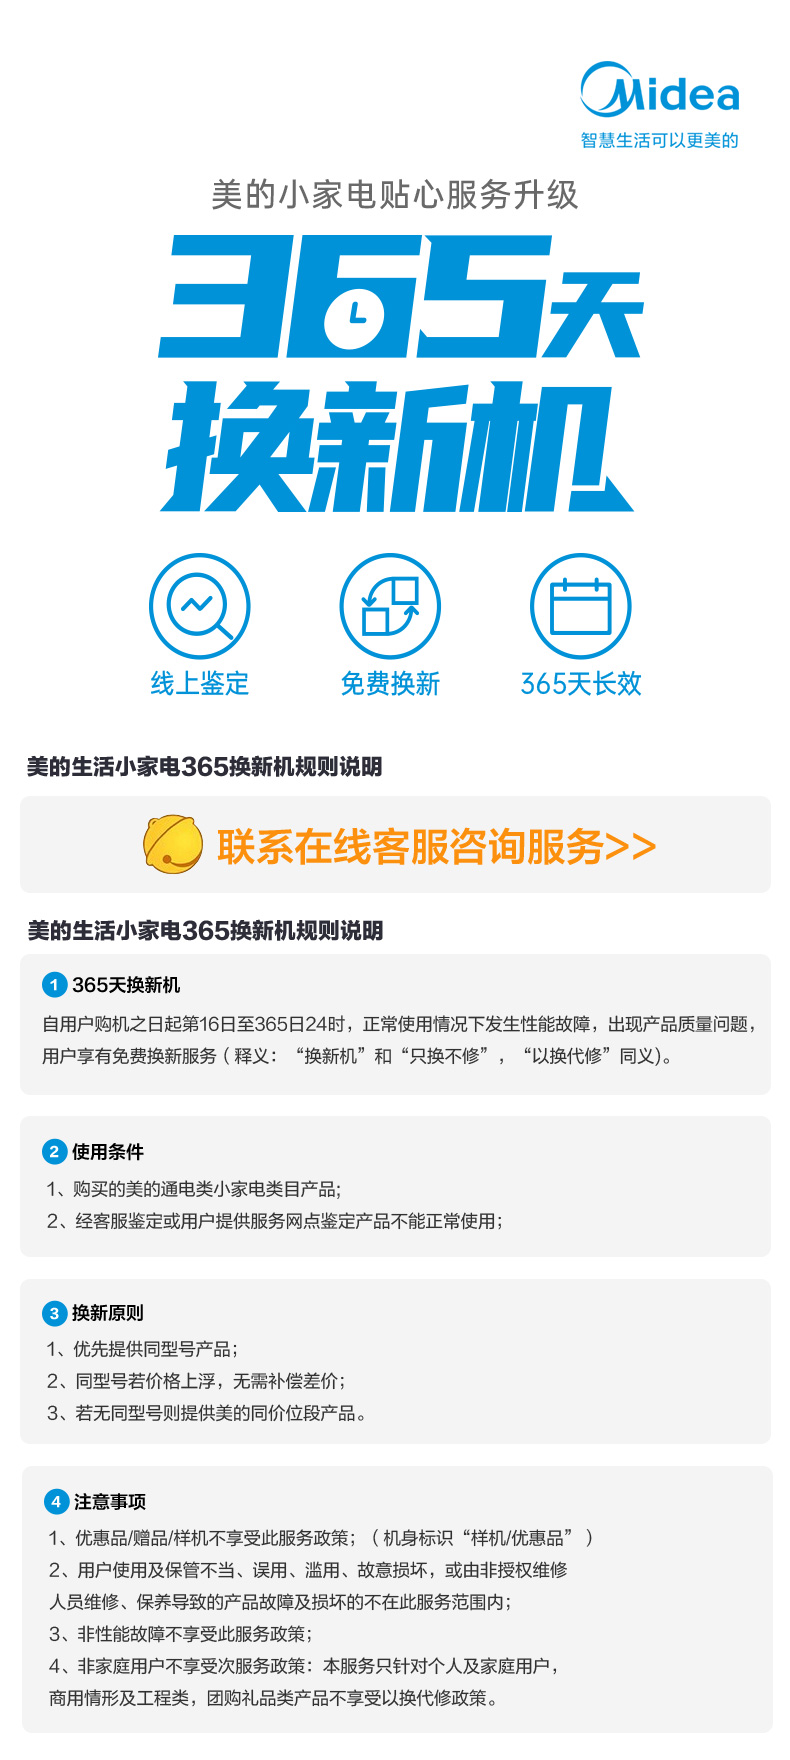 Midea
智慧生活可以更美的
美的小家电贴心服务升级
365天
换新机
线上鉴定
免费换新
365天长效
美的生活小家电365换新机规则说明
联系在线客服咨询服务>>
美的生活小家电365换新机规则说明
1 365天换新机
自用户购机之日起第16日至365日24时，正常使用情况下发生性能故障，出现产品质量问题，
用户享有免费换新服务（释义：“换新机”和“只换不修”，“以换代修”同义）。
2 使用条件
1、购买的美的通电类小家电类目产品；
2、经客服鉴定或用户提供服务网点鉴定产品不能正常使用；
3 换新原则
1、优先提供同型号产品；
2、同型号若价格上浮，无需补偿差价；
3、若无同型号则提供美的同价位段产品。
4 注意事项
1、优惠品/赠品/样机不享受此服务政策；（机身标识“样机/优惠品”）
2、用户使用及保管不当、误用、滥用、故意损坏，或由非授权维修
人员维修、保养导致的产品故障及损坏的不在此服务范围内；
3、非性能故障不享受此服务政策；
4、非家庭用户不享受次服务政策：本服务只针对个人及家庭用户，
商用情形及工程类，团购礼品类产品不享受以换代修政策。